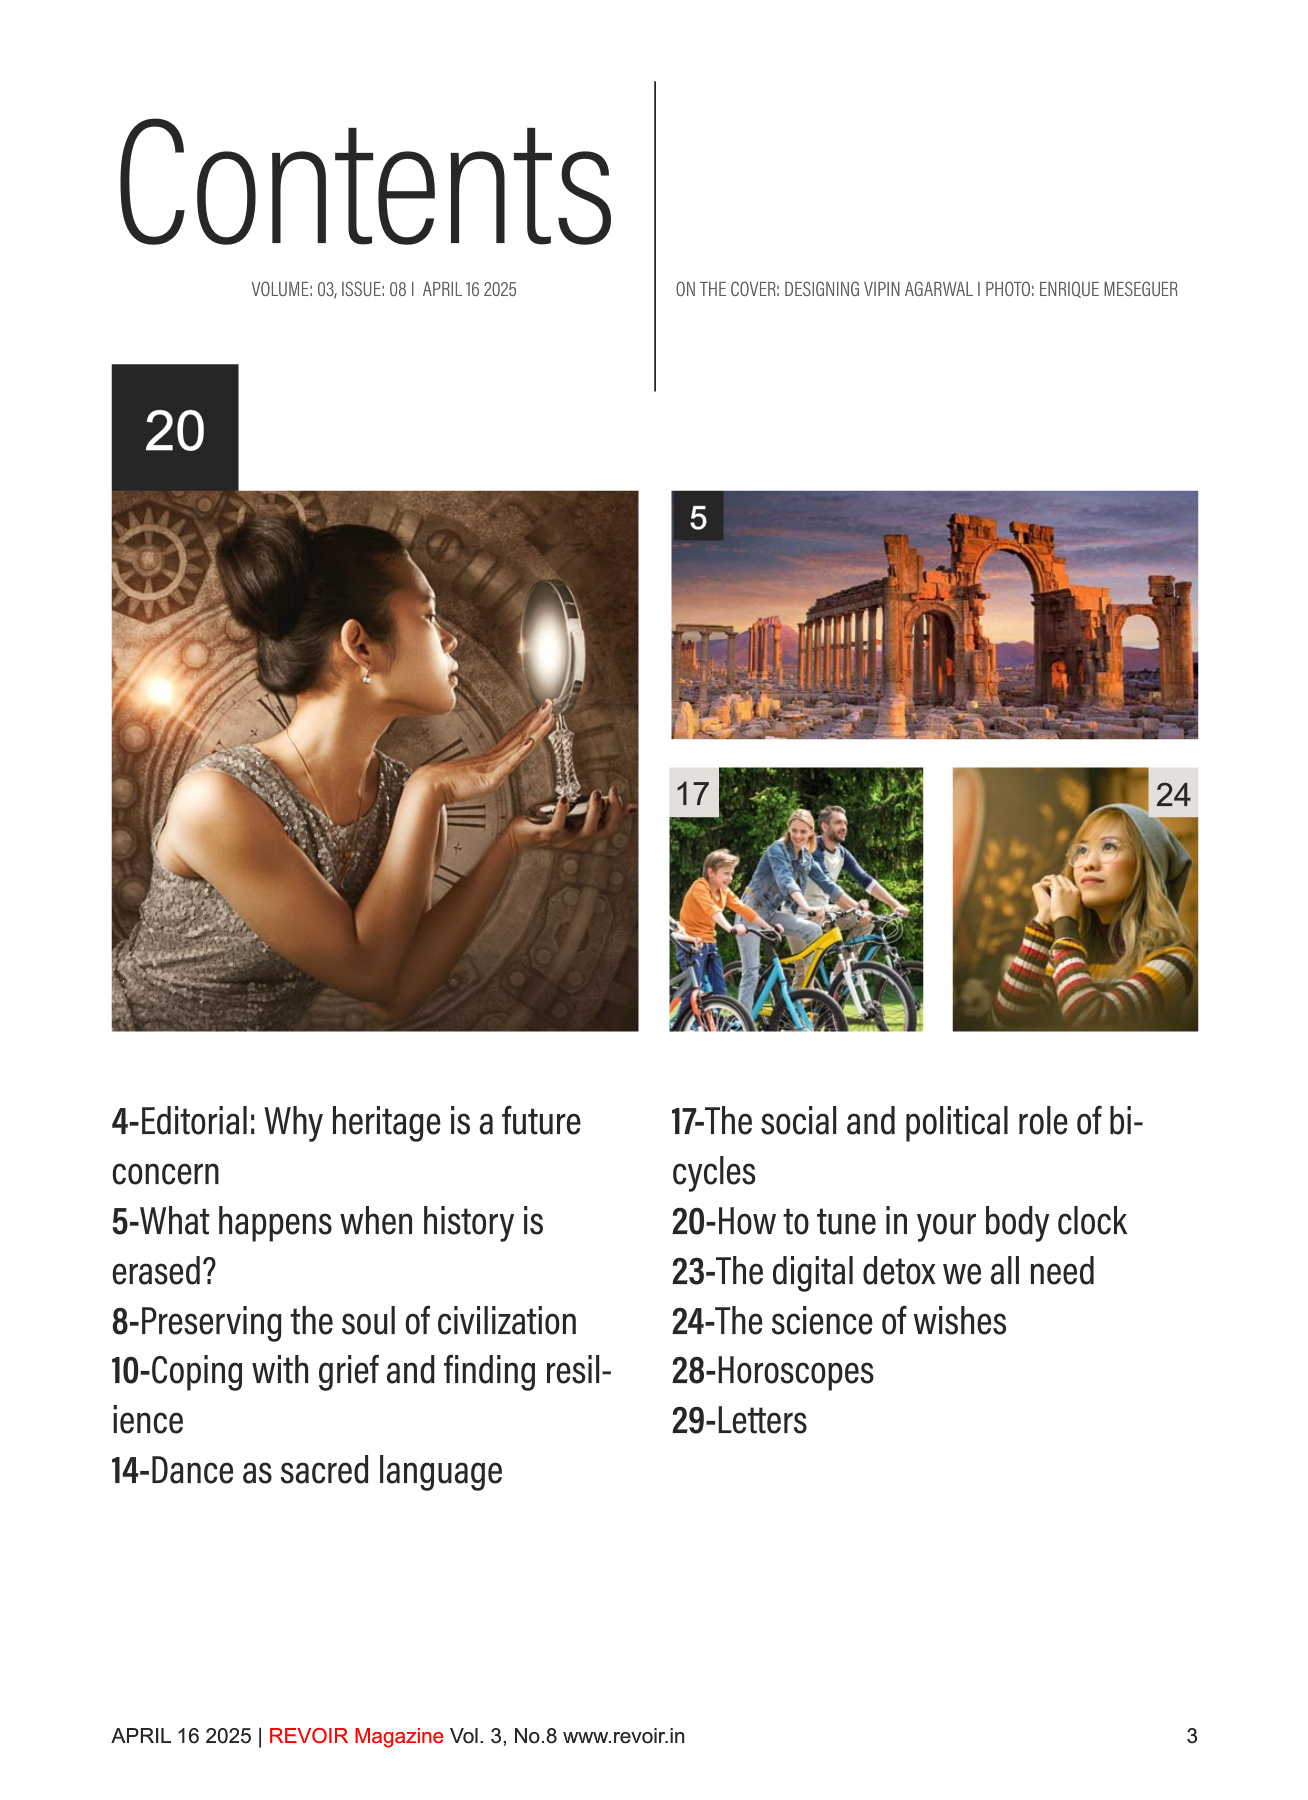 Contents
VOLUME: 03, ISSUE: 08 I  APRIL 16 2025
ON THE COVER: DESIGNING VIPIN AGARWAL I PHOTO: ENRIQUE MESEGUER
20
5
17
24
4-Editorial: Why heritage is a future
concern
5-What happens when history is
erased?
8-Preserving the soul of civilization
10-Coping with grief and finding resil-
ience
14-Dance as sacred language
17-The social and political role of bi-
cycles
20-How to tune in your body clock
23-The digital detox we all need
24-The science of wishes
28-Horoscopes
29-Letters
APRIL 16 2025 | REVOIR Magazine Vol. 3, No.8 www.revoir.in
3